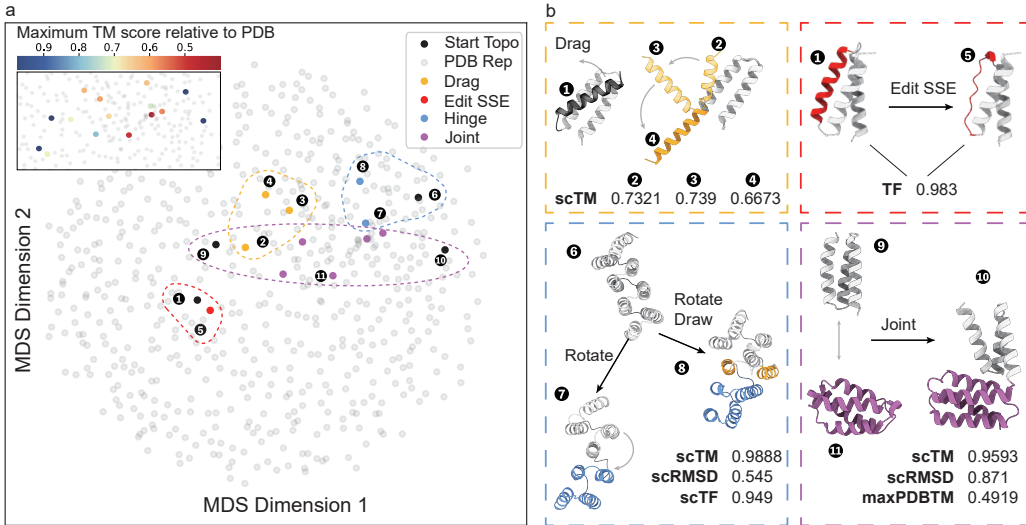 a
Maximum TM score relative to PDB
0.9 0.8 0.7 0.6 0.5
Start Topo
PDB Rep
Drag
Edit SSE
Hinge
Joint
8
6
4
3
7
2
9
10
11
1
5
MDS Dimension 2
MDS Dimension 1
b
Drag
1
3
2
4
2 3 4
scTM 0.7321 0.739 0.6673
1
5
Edit SSE
TF 0.983
6
Rotate
Draw
Rotate
8
7
scTM 0.9888
scRMSD 0.545
scTF 0.949
9
10
Joint
11
scTM 0.9593
scRMSD 0.871
maxPDBTM 0.4919